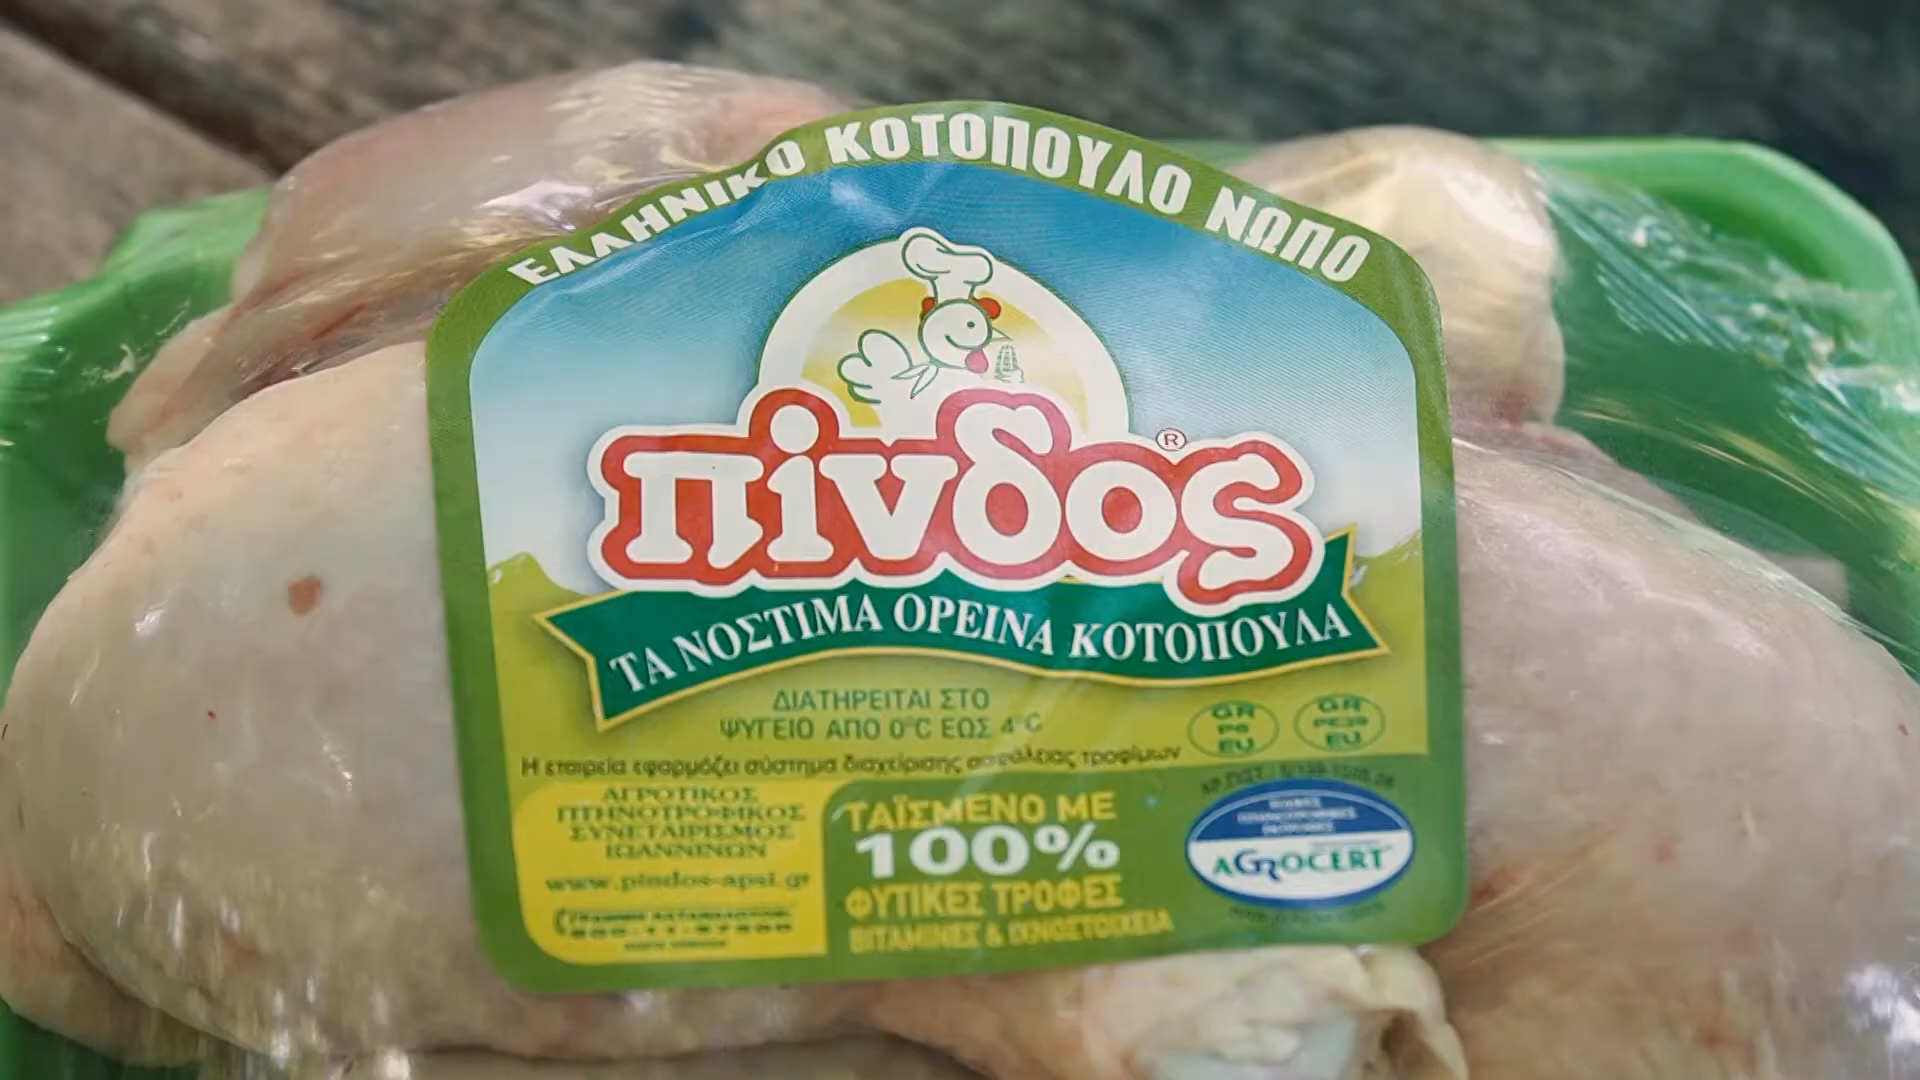 ΕΛΛΗΝΙΚΟ ΚΟΤΟΠΟΥΛΟ ΝΩΠΟ
πίνδος ®
ΤΑ ΝΟΣΤΙΜΑ ΟΡΕΙΝΑ ΚΟΤΟΠΟΥΛΑ
ΔΙΑΤΗΡΕΙΤΑΙ ΣΤΟ
ΨΥΓΕΙΟ ΑΠΟ 0°C ΕΩΣ 4°C
GR
EU
GR
EU
Η εταιρεία εφαρμόζει σύστημα διαχείρισης ασφάλειας τροφίμων
ΑΓΡΟΤΙΚΟΣ
ΠΤΗΝΟΤΡΟΦΙΚΟΣ
ΣΥΝΕΤΑΙΡΙΣΜΟΣ
ΙΩΑΝΝΙΝΩΝ
www.pindos-apsi.gr
ΤΑΪΣΜΕΝΟ ΜΕ
100%
ΦΥΤΙΚΕΣ ΤΡΟΦΕΣ
ΒΙΤΑΜΙΝΕΣ & ΙΧΝΟΣΤΟΙΧΕΙΑ
AGROCERT